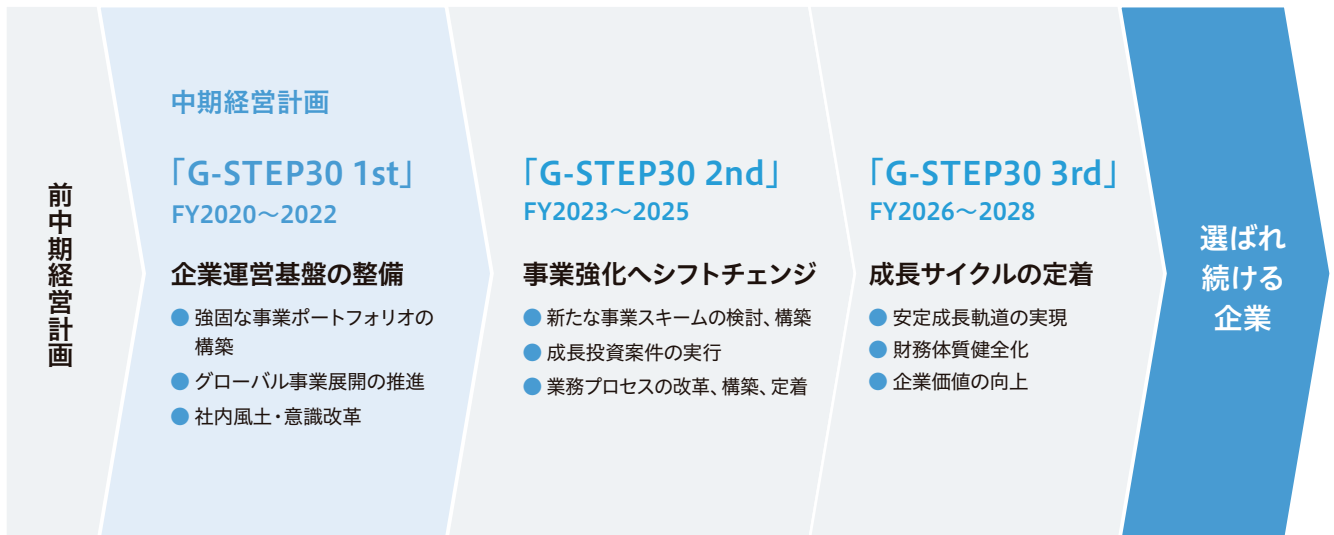 前中期経営計画
中期経営計画
「G-STEP30 1st」
FY2020～2022
企業運営基盤の整備
● 強固な事業ポートフォリオの
構築
● グローバル事業展開の推進
● 社内風土・意識改革
「G-STEP30 2nd」
FY2023～2025
事業強化へシフトチェンジ
● 新たな事業スキームの検討、構築
● 成長投資案件の実行
● 業務プロセスの改革、構築、定着
「G-STEP30 3rd」
FY2026～2028
成長サイクルの定着
● 安定成長軌道の実現
● 財務体質健全化
● 企業価値の向上
選ばれ
続ける
企業